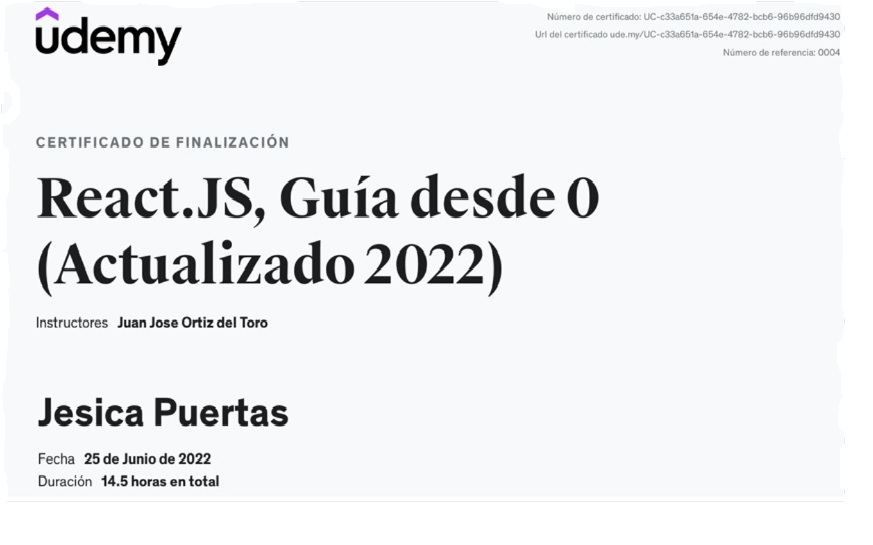 udemy
Número de certificado: UC-c33a651a-654e-4782-bcb6-96b96dfd9430
Url del certificado ude.my/UC-c33a651a-654e-4782-bcb6-96b96dfd9430
Número de referencia: 0004
CERTIFICADO DE FINALIZACIÓN
React.JS, Guía desde 0
(Actualizado 2022)
Instructores Juan Jose Ortiz del Toro
Jesica Puertas
Fecha 25 de Junio de 2022
Duración 14.5 horas en total